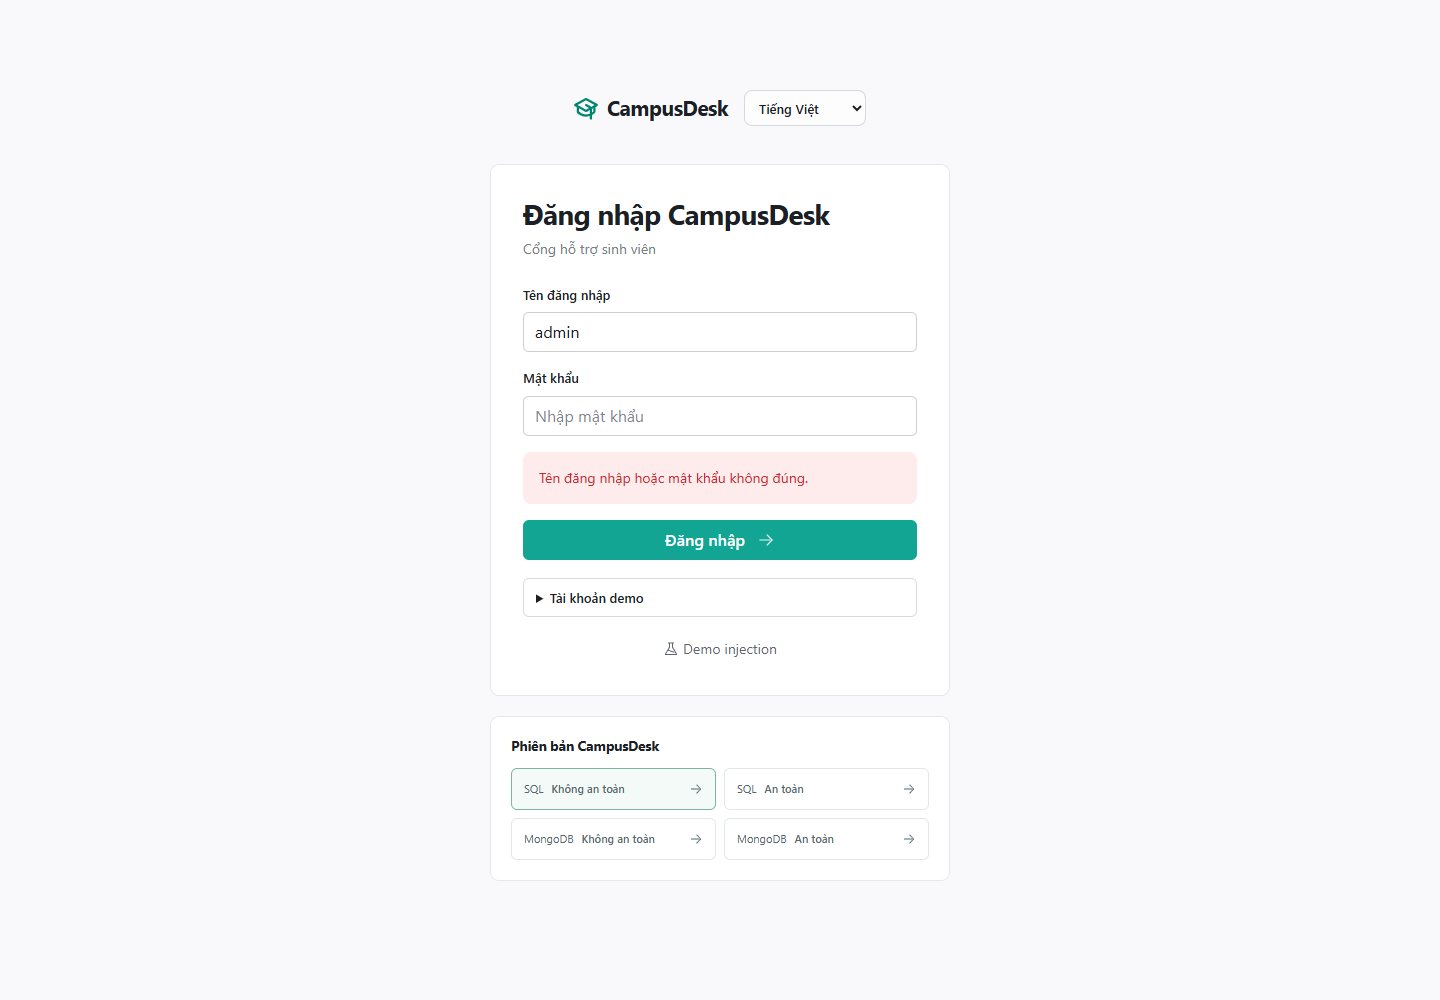 CampusDesk
Tiếng Việt
Đăng nhập CampusDesk
Cổng hỗ trợ sinh viên
Tên đăng nhập
admin
Mật khẩu
Nhập mật khẩu
Tên đăng nhập hoặc mật khẩu không đúng.
Đăng nhập →
▶ Tài khoản demo
Demo injection
Phiên bản CampusDesk
SQL Không an toàn →
SQL An toàn →
MongoDB Không an toàn →
MongoDB An toàn →